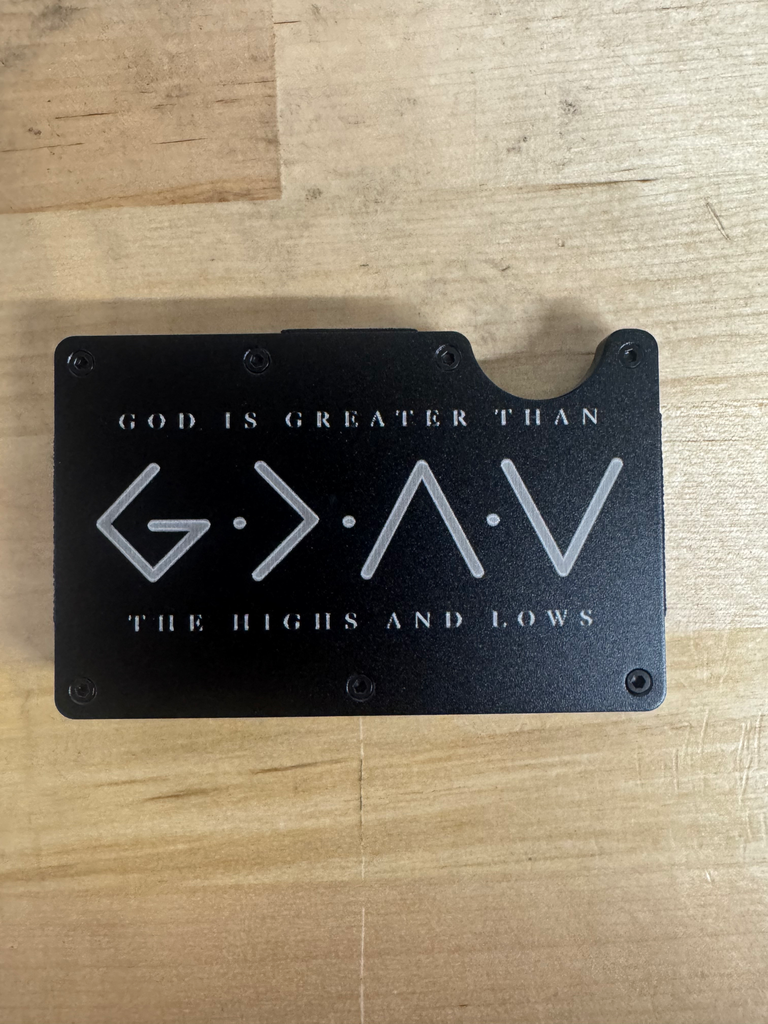 GOD IS GREATER THAN
G·>·Λ·V
THE HIGHS AND LOWS